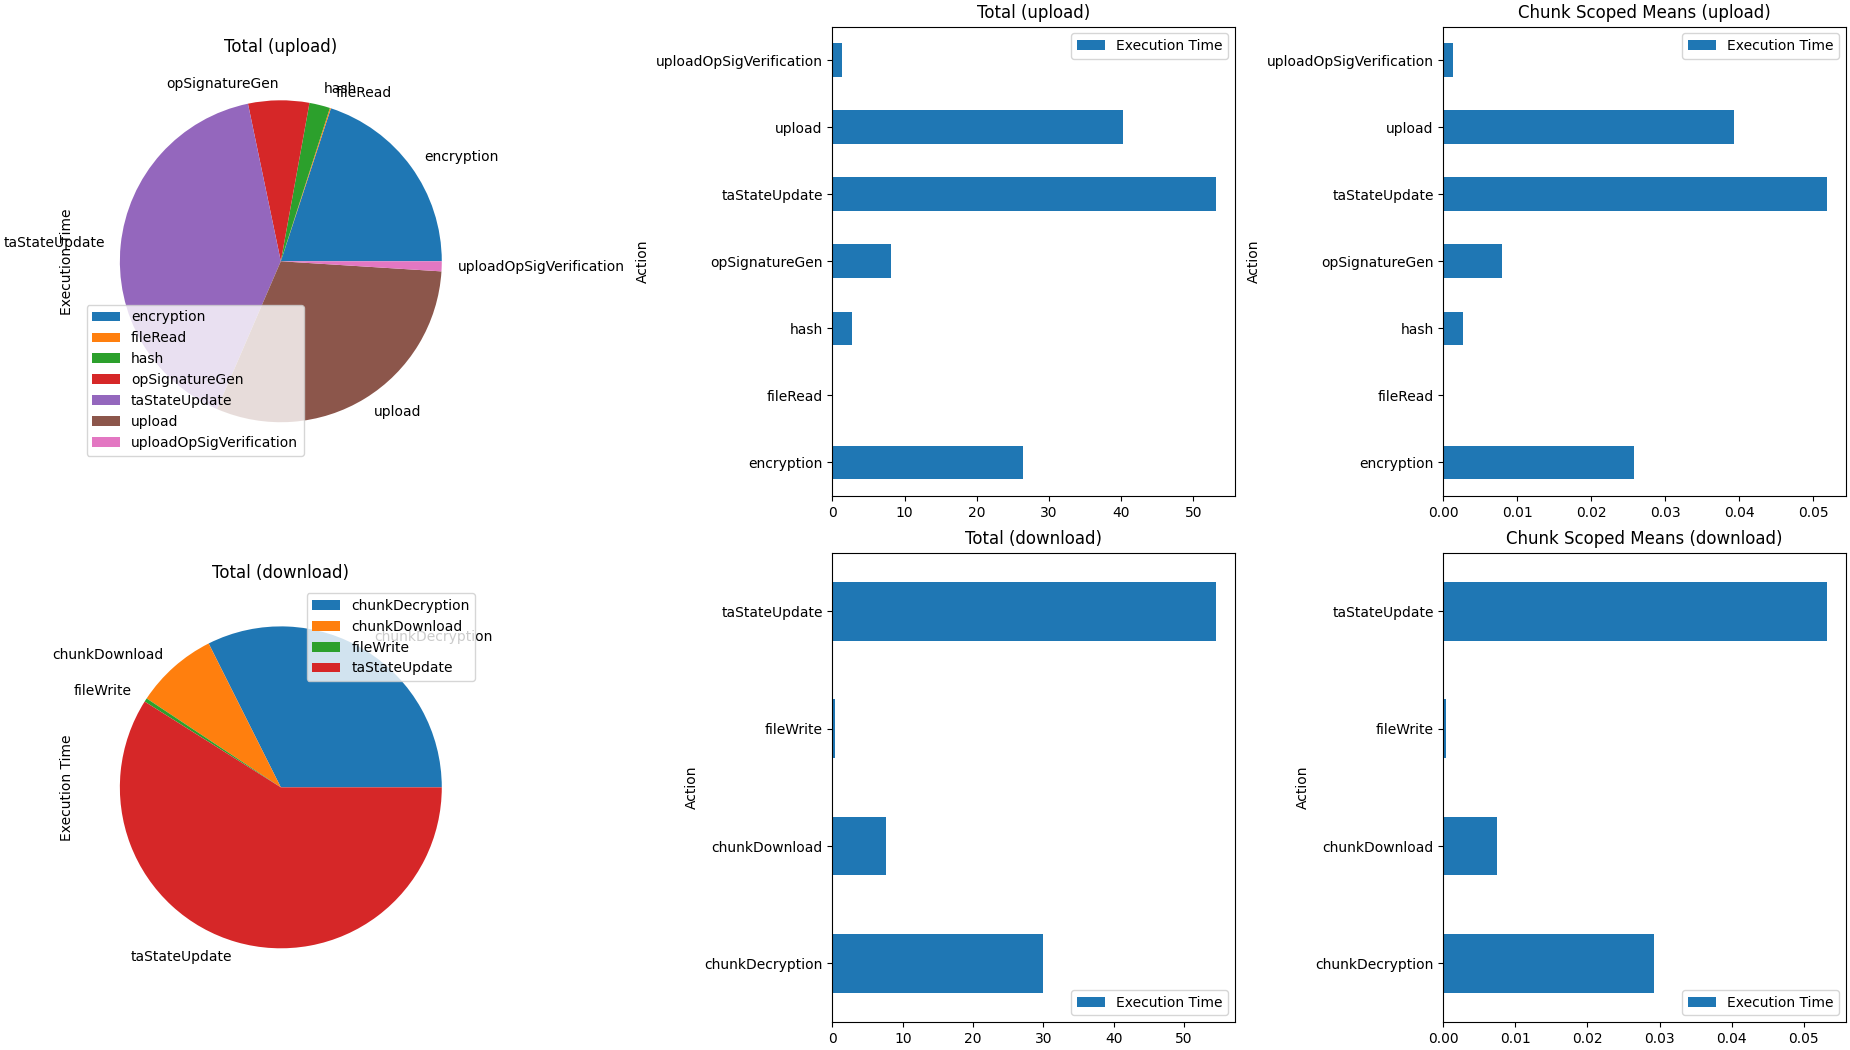 Total (upload)
opSignatureGen
hash
fileRead
encryption
taStateUpdate
Execution Time
uploadOpSigVerification
upload
encryption
fileRead
hash
opSignatureGen
taStateUpdate
upload
uploadOpSigVerification
Total (upload)
Execution Time
uploadOpSigVerification
upload
taStateUpdate
opSignatureGen
hash
fileRead
encryption
Action
0 10 20 30 40 50
Chunk Scoped Means (upload)
Execution Time
uploadOpSigVerification
upload
taStateUpdate
opSignatureGen
hash
fileRead
encryption
Action
0.00 0.01 0.02 0.03 0.04 0.05
Total (download)
chunkDecryption
chunkDownload
fileWrite
taStateUpdate
chunkDecryption
chunkDownload
fileWrite
Execution Time
taStateUpdate
Total (download)
taStateUpdate
fileWrite
chunkDownload
chunkDecryption
Action
Execution Time
0 10 20 30 40 50
Chunk Scoped Means (download)
taStateUpdate
fileWrite
chunkDownload
chunkDecryption
Action
Execution Time
0.00 0.01 0.02 0.03 0.04 0.05